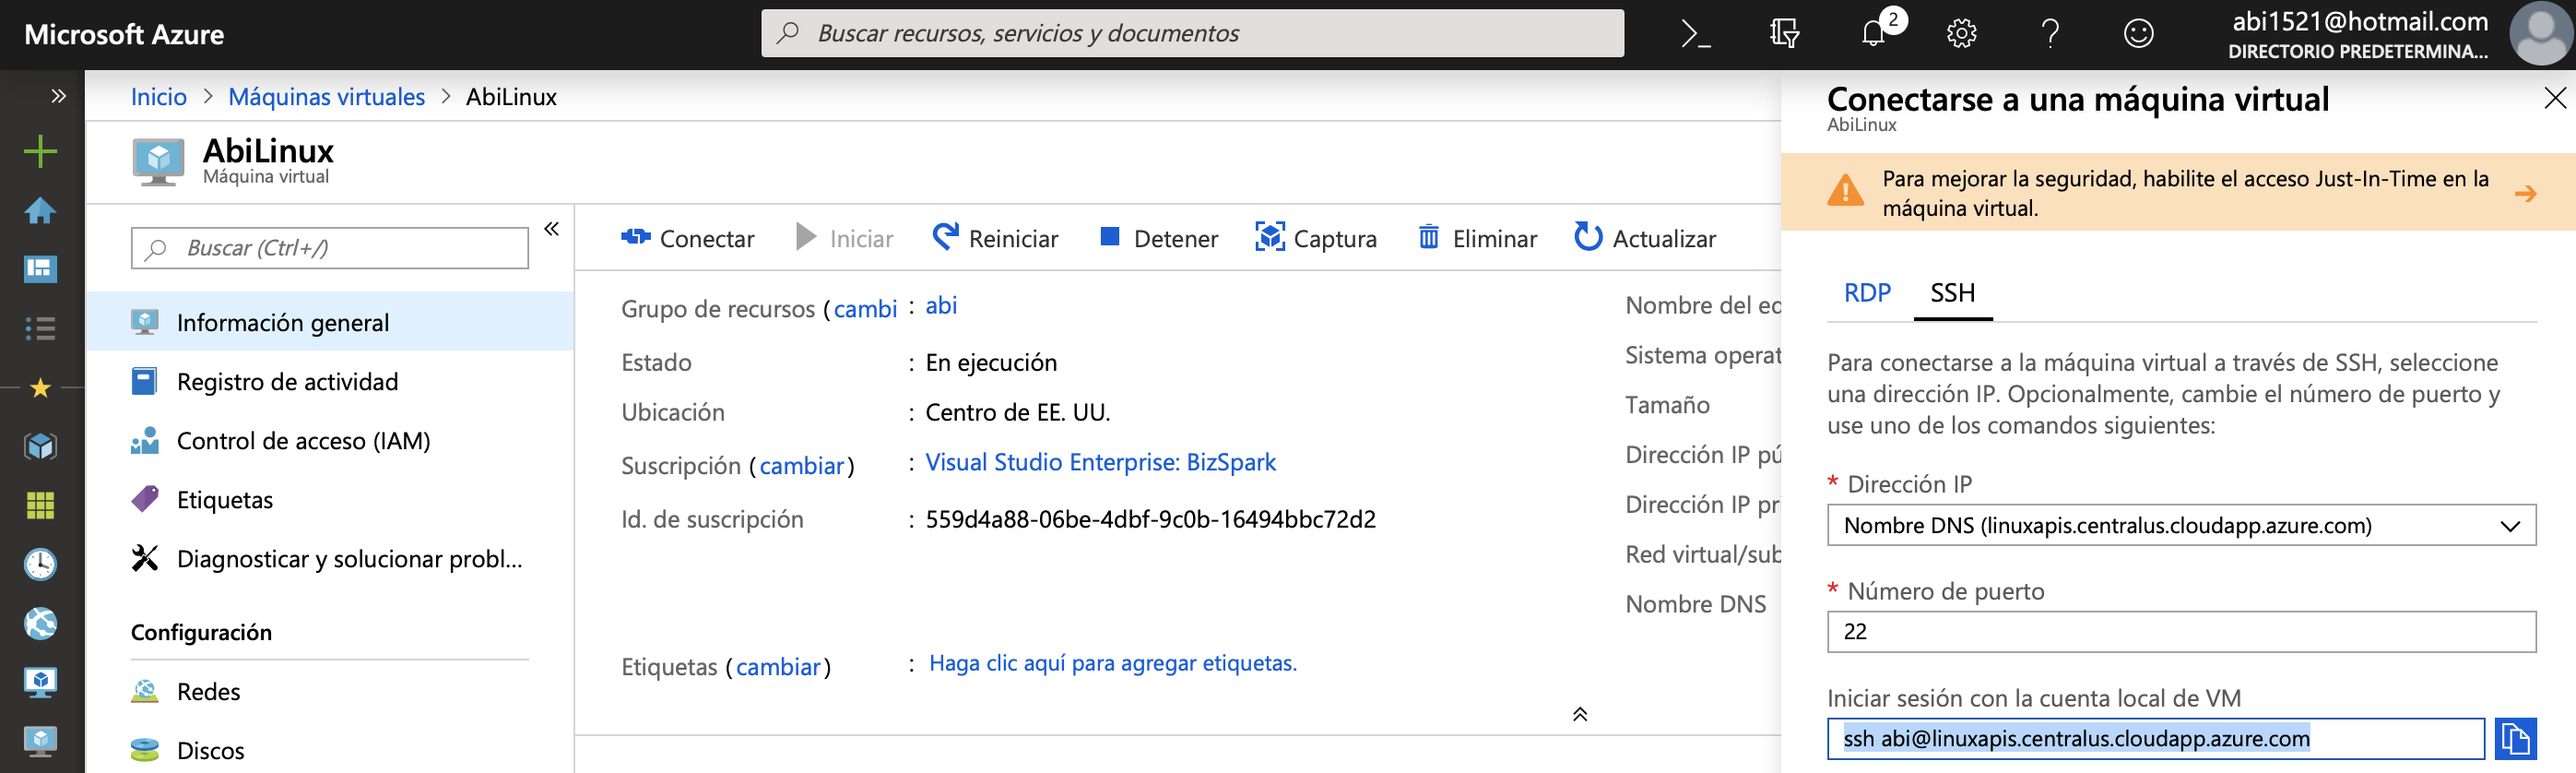 Microsoft Azure
Buscar recursos, servicios y documentos
2
abi1521@hotmail.com
DIRECTORIO PREDETERMINA...
Inicio > Máquinas virtuales > AbiLinux
AbiLinux
Máquina virtual
Buscar (Ctrl+/)
Información general
Registro de actividad
Control de acceso (IAM)
Etiquetas
Diagnosticar y solucionar probl...
Configuración
Redes
Discos
Conectar Iniciar Reiniciar Detener Captura Eliminar Actualizar
Grupo de recursos (cambi : abi
Estado : En ejecución
Ubicación : Centro de EE. UU.
Suscripción (cambiar) : Visual Studio Enterprise: BizSpark
Id. de suscripción : 559d4a88-06be-4dbf-9c0b-16494bbc72d2
Etiquetas (cambiar) : Haga clic aquí para agregar etiquetas.
Nombre del eq
Sistema operat
Tamaño
Dirección IP pú
Dirección IP pr
Red virtual/sub
Nombre DNS
Conectarse a una máquina virtual
AbiLinux
Para mejorar la seguridad, habilite el acceso Just-In-Time en la
máquina virtual.
RDP SSH
Para conectarse a la máquina virtual a través de SSH, seleccione
una dirección IP. Opcionalmente, cambie el número de puerto y
use uno de los comandos siguientes:
* Dirección IP
Nombre DNS (linuxapis.centralus.cloudapp.azure.com)
* Número de puerto
22
Iniciar sesión con la cuenta local de VM
ssh abi@linuxapis.centralus.cloudapp.azure.com